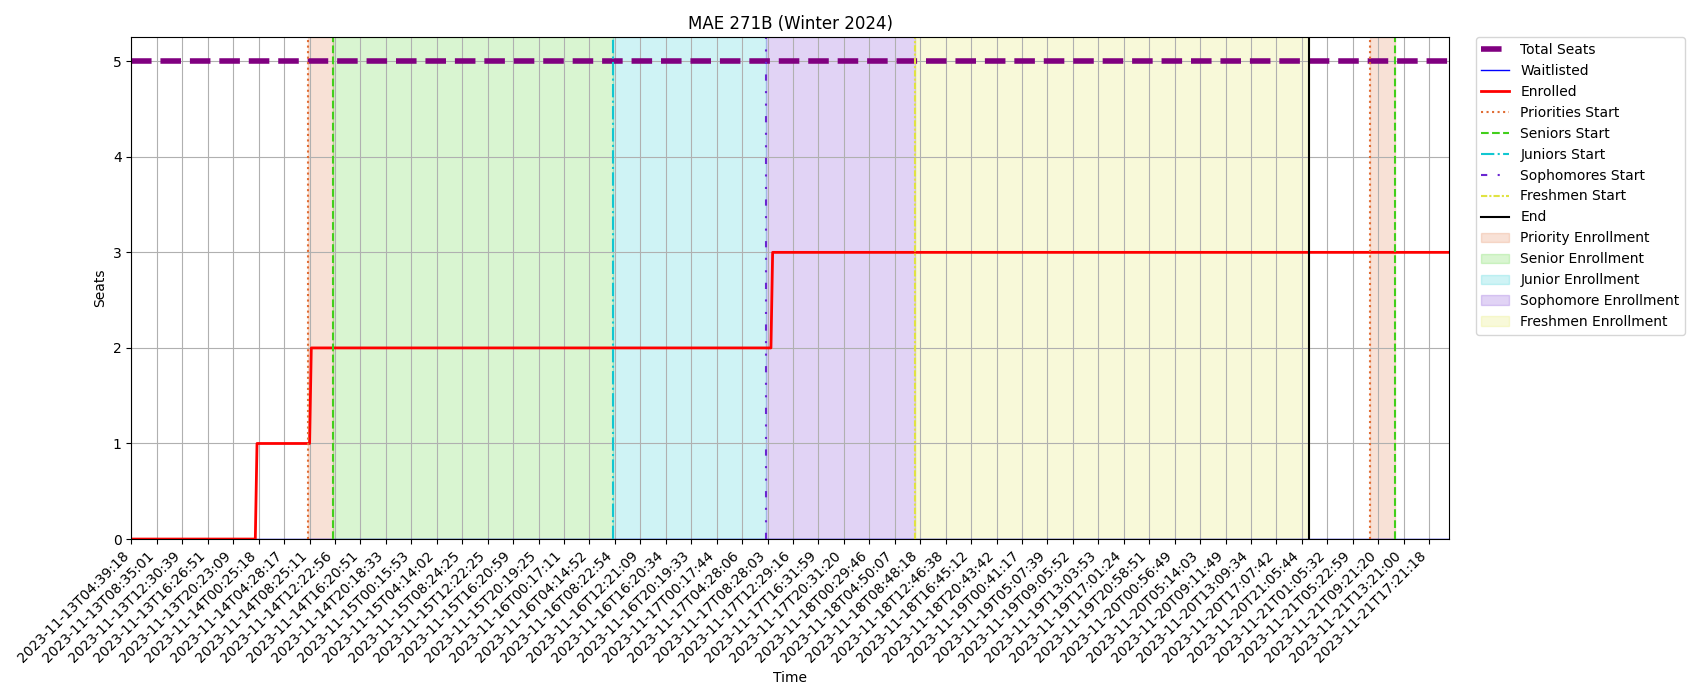 MAE 271B (Winter 2024)
Seats
5
4
3
2
1
0
2023-11-13T04:39:18
2023-11-13T08:35:01
2023-11-13T12:30:39
2023-11-13T16:26:51
2023-11-13T20:23:09
2023-11-14T00:25:18
2023-11-14T04:28:17
2023-11-14T08:25:11
2023-11-14T12:22:56
2023-11-14T16:20:51
2023-11-14T20:18:33
2023-11-15T00:15:53
2023-11-15T04:14:02
2023-11-15T08:24:25
2023-11-15T12:22:25
2023-11-15T16:20:59
2023-11-15T20:19:25
2023-11-16T00:17:11
2023-11-16T04:14:52
2023-11-16T08:22:54
2023-11-16T12:21:09
2023-11-16T16:20:34
2023-11-16T20:19:33
2023-11-17T00:17:44
2023-11-17T04:28:06
2023-11-17T08:28:03
2023-11-17T12:29:16
2023-11-17T16:31:59
2023-11-17T20:31:20
2023-11-18T00:29:46
2023-11-18T04:50:07
2023-11-18T08:48:18
2023-11-18T12:46:38
2023-11-18T16:45:12
2023-11-18T20:43:42
2023-11-19T00:41:17
2023-11-19T05:07:39
2023-11-19T09:05:52
2023-11-19T13:03:53
2023-11-19T17:01:24
2023-11-19T20:58:51
2023-11-20T00:56:49
2023-11-20T05:14:03
2023-11-20T09:11:49
2023-11-20T13:09:34
2023-11-20T17:07:42
2023-11-20T21:05:44
2023-11-21T01:05:32
2023-11-21T05:22:59
2023-11-21T09:21:20
2023-11-21T13:21:00
2023-11-21T17:21:18
Time
Total Seats
Waitlisted
Enrolled
Priorities Start
Seniors Start
Juniors Start
Sophomores Start
Freshmen Start
End
Priority Enrollment
Senior Enrollment
Junior Enrollment
Sophomore Enrollment
Freshmen Enrollment